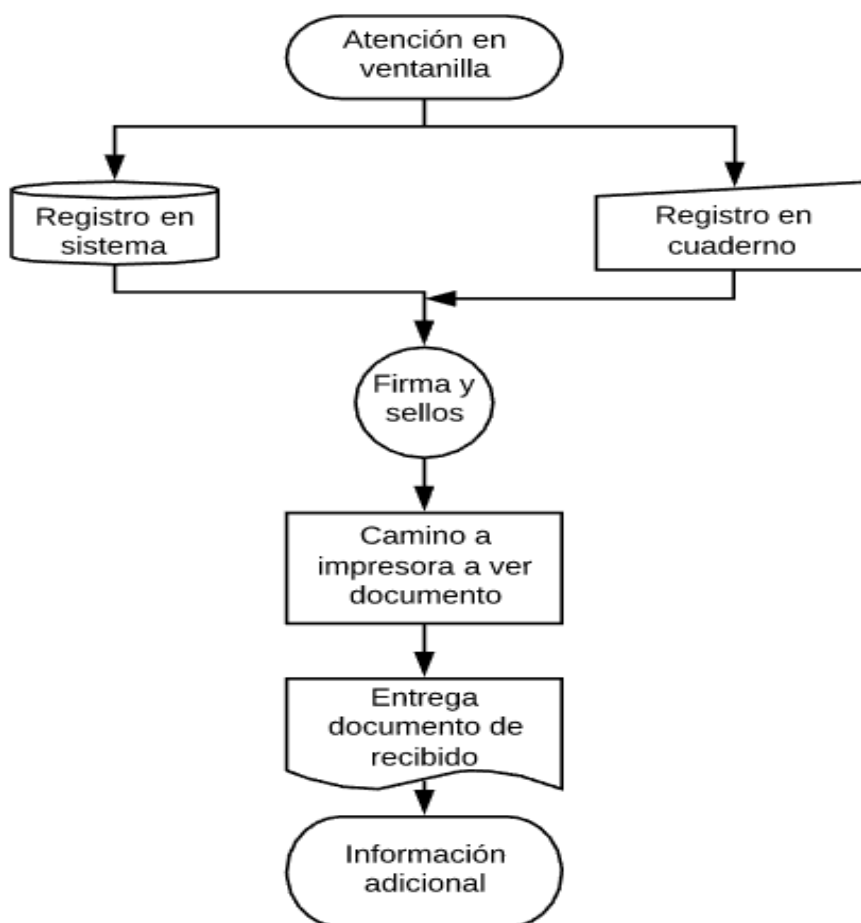 Atención en
ventanilla
Registro en
sistema
Registro en
cuaderno
Firma y
sellos
Camino a
impresora a ver
documento
Entrega
documento de
recibido
Información
adicional